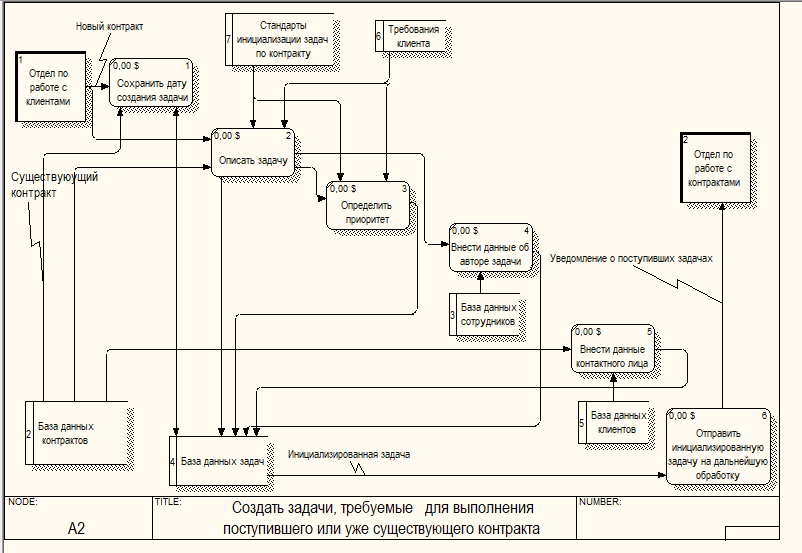 Новый контракт
7
Стандарты
инициализации задач
по контракту
6
Требования
клиента
1
Отдел по
работе с
клиентами
0,00 $ 1
Сохранить дату
создания задачи
0,00 $ 2
Описать задачу
2
Отдел по
работе с
контрактами
Существуюущий
контракт
0,00 $ 3
Определить
приоритет
0,00 $ 4
Внести данные об
авторе задачи
Уведомление о поступивших задачах
3
База данных
сотрудников
0,00 $ 5
Внести данные
контактного лица
2
База данных
контрактов
5
База данных
клиентов
0,00 $ 6
Отправить
инициализированную
задачу на дальнейшую
обработку
4
База данных задач
Инициализированная задача
NODE:
A2
TITLE:
Создать задачи, требуемые для выполнения
поступившего или уже существующего контракта
NUMBER: